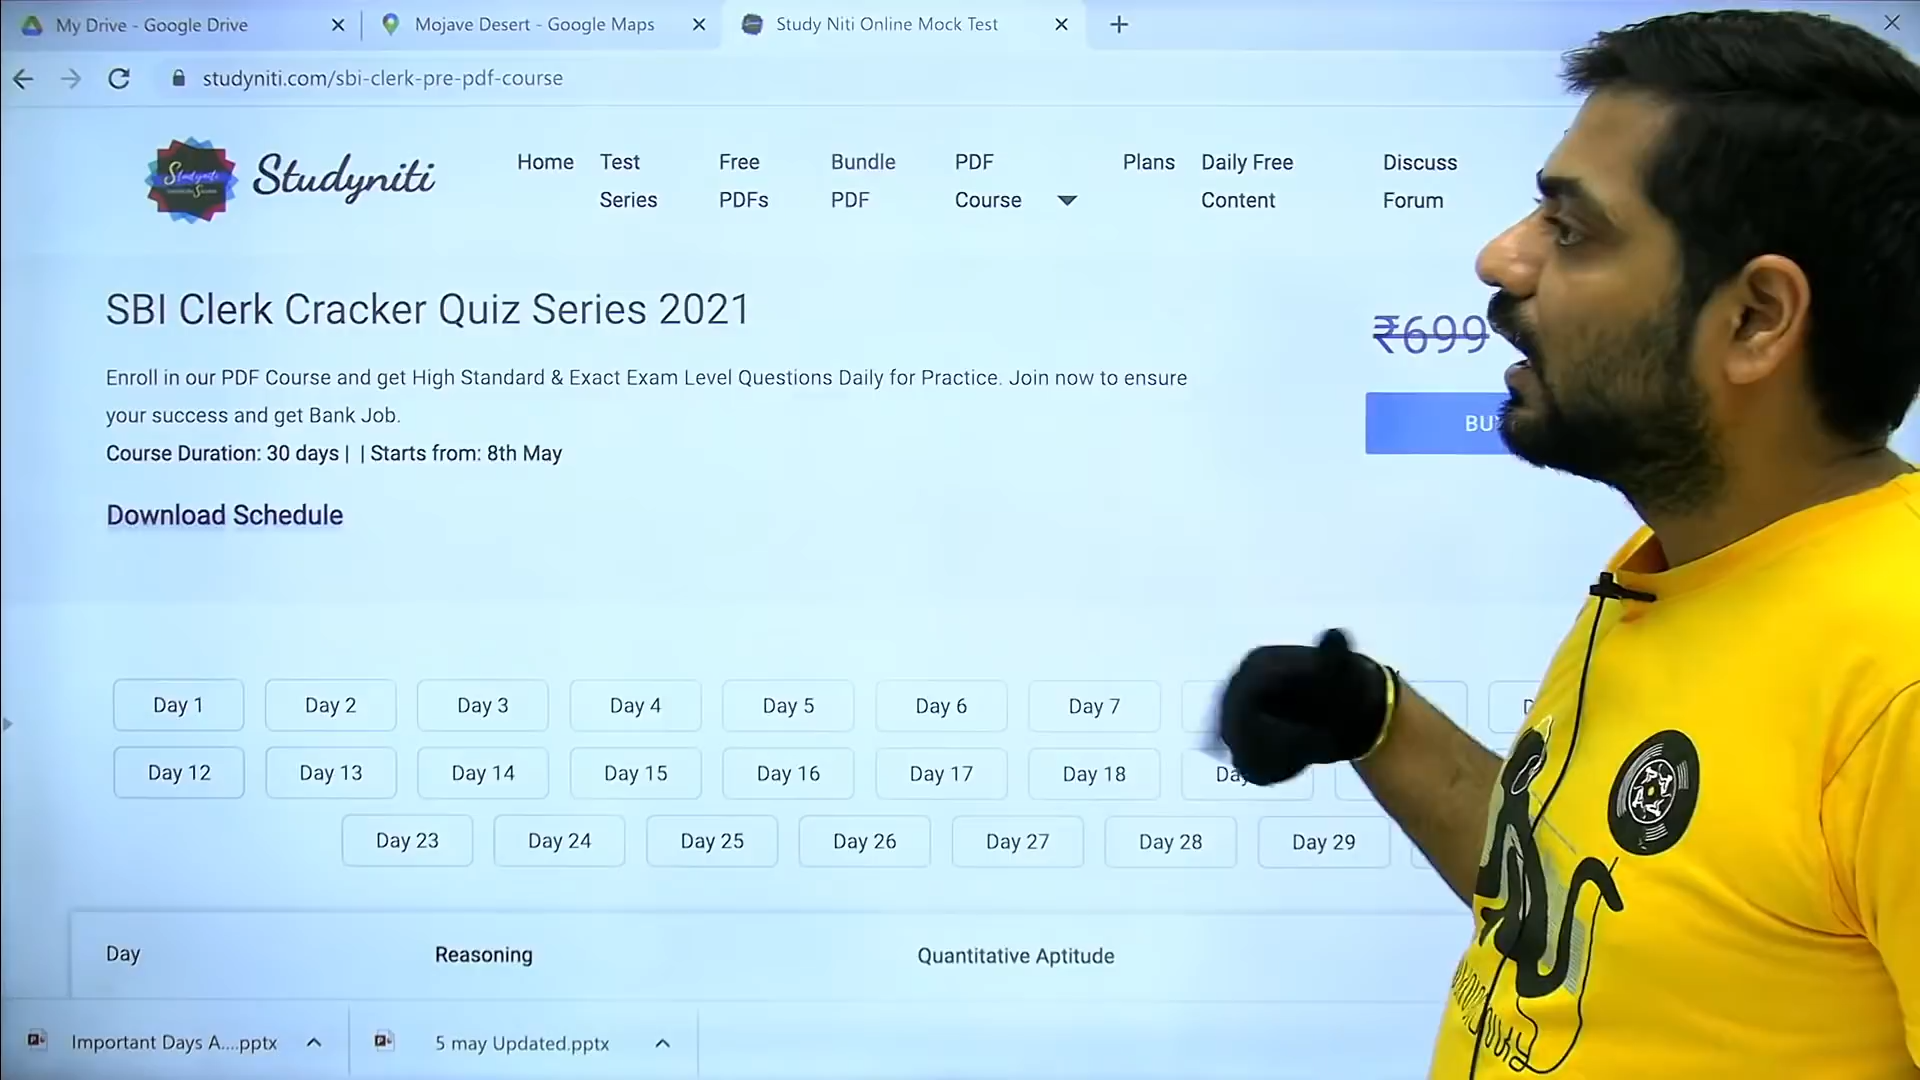 My Drive - Google Drive
Mojave Desert - Google Maps
Study Niti Online Mock Test
studyniti.com/sbi-clerk-pre-pdf-course
Studyniti
Studyniti
Home
Test Series
Free PDFs
Bundle PDF
PDF Course
Plans
Daily Free Content
Discuss Forum
SBI Clerk Cracker Quiz Series 2021
₹699
Enroll in our PDF Course and get High Standard & Exact Exam Level Questions Daily for Practice. Join now to ensure
your success and get Bank Job.
BU
Course Duration: 30 days | | Starts from: 8th May
Download Schedule
Day 1 Day 2 Day 3 Day 4 Day 5 Day 6 Day 7
Day 12 Day 13 Day 14 Day 15 Day 16 Day 17 Day 18 Da
Day 23 Day 24 Day 25 Day 26 Day 27 Day 28 Day 29
Day Reasoning Quantitative Aptitude
Important Days A....pptx
5 may Updated.pptx